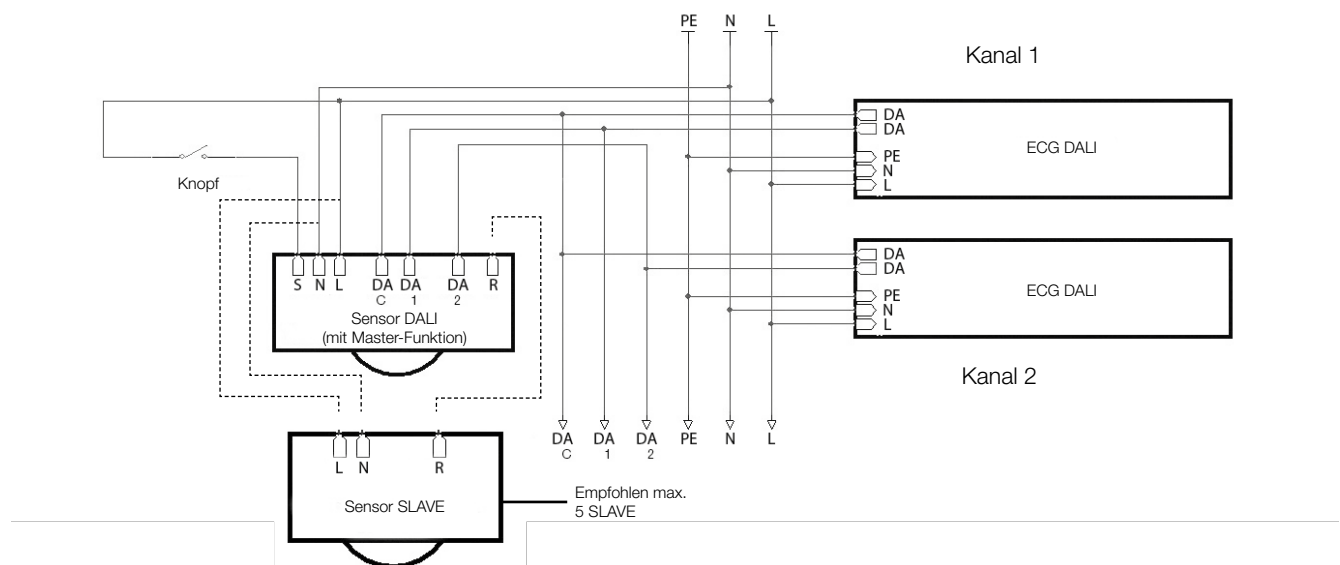 PE N L
Kanal 1
DA
DA
ECG DALI
PE
N
L
Knopf
S N L DA DA DA R
C 1 2
Sensor DALI
(mit Master-Funktion)
DA
DA
ECG DALI
PE
N
L
Kanal 2
DA DA DA PE N L
C 1 2
L N R
Sensor SLAVE
Empfohlen max.
5 SLAVE